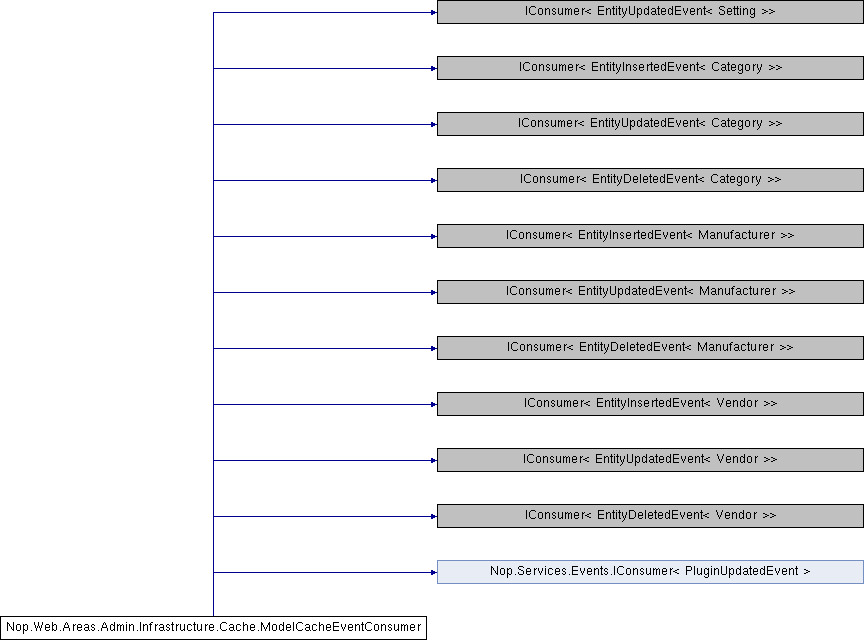 IConsumer< EntityUpdatedEvent< Setting >>
IConsumer< EntityInsertedEvent< Category >>
IConsumer< EntityUpdatedEvent< Category >>
IConsumer< EntityDeletedEvent< Category >>
IConsumer< EntityInsertedEvent< Manufacturer >>
IConsumer< EntityUpdatedEvent< Manufacturer >>
IConsumer< EntityDeletedEvent< Manufacturer >>
IConsumer< EntityInsertedEvent< Vendor >>
IConsumer< EntityUpdatedEvent< Vendor >>
IConsumer< EntityDeletedEvent< Vendor >>
Nop.Services.Events.IConsumer< PluginUpdatedEvent >
Nop.Web.Areas.Admin.Infrastructure.Cache.ModelCacheEventConsumer